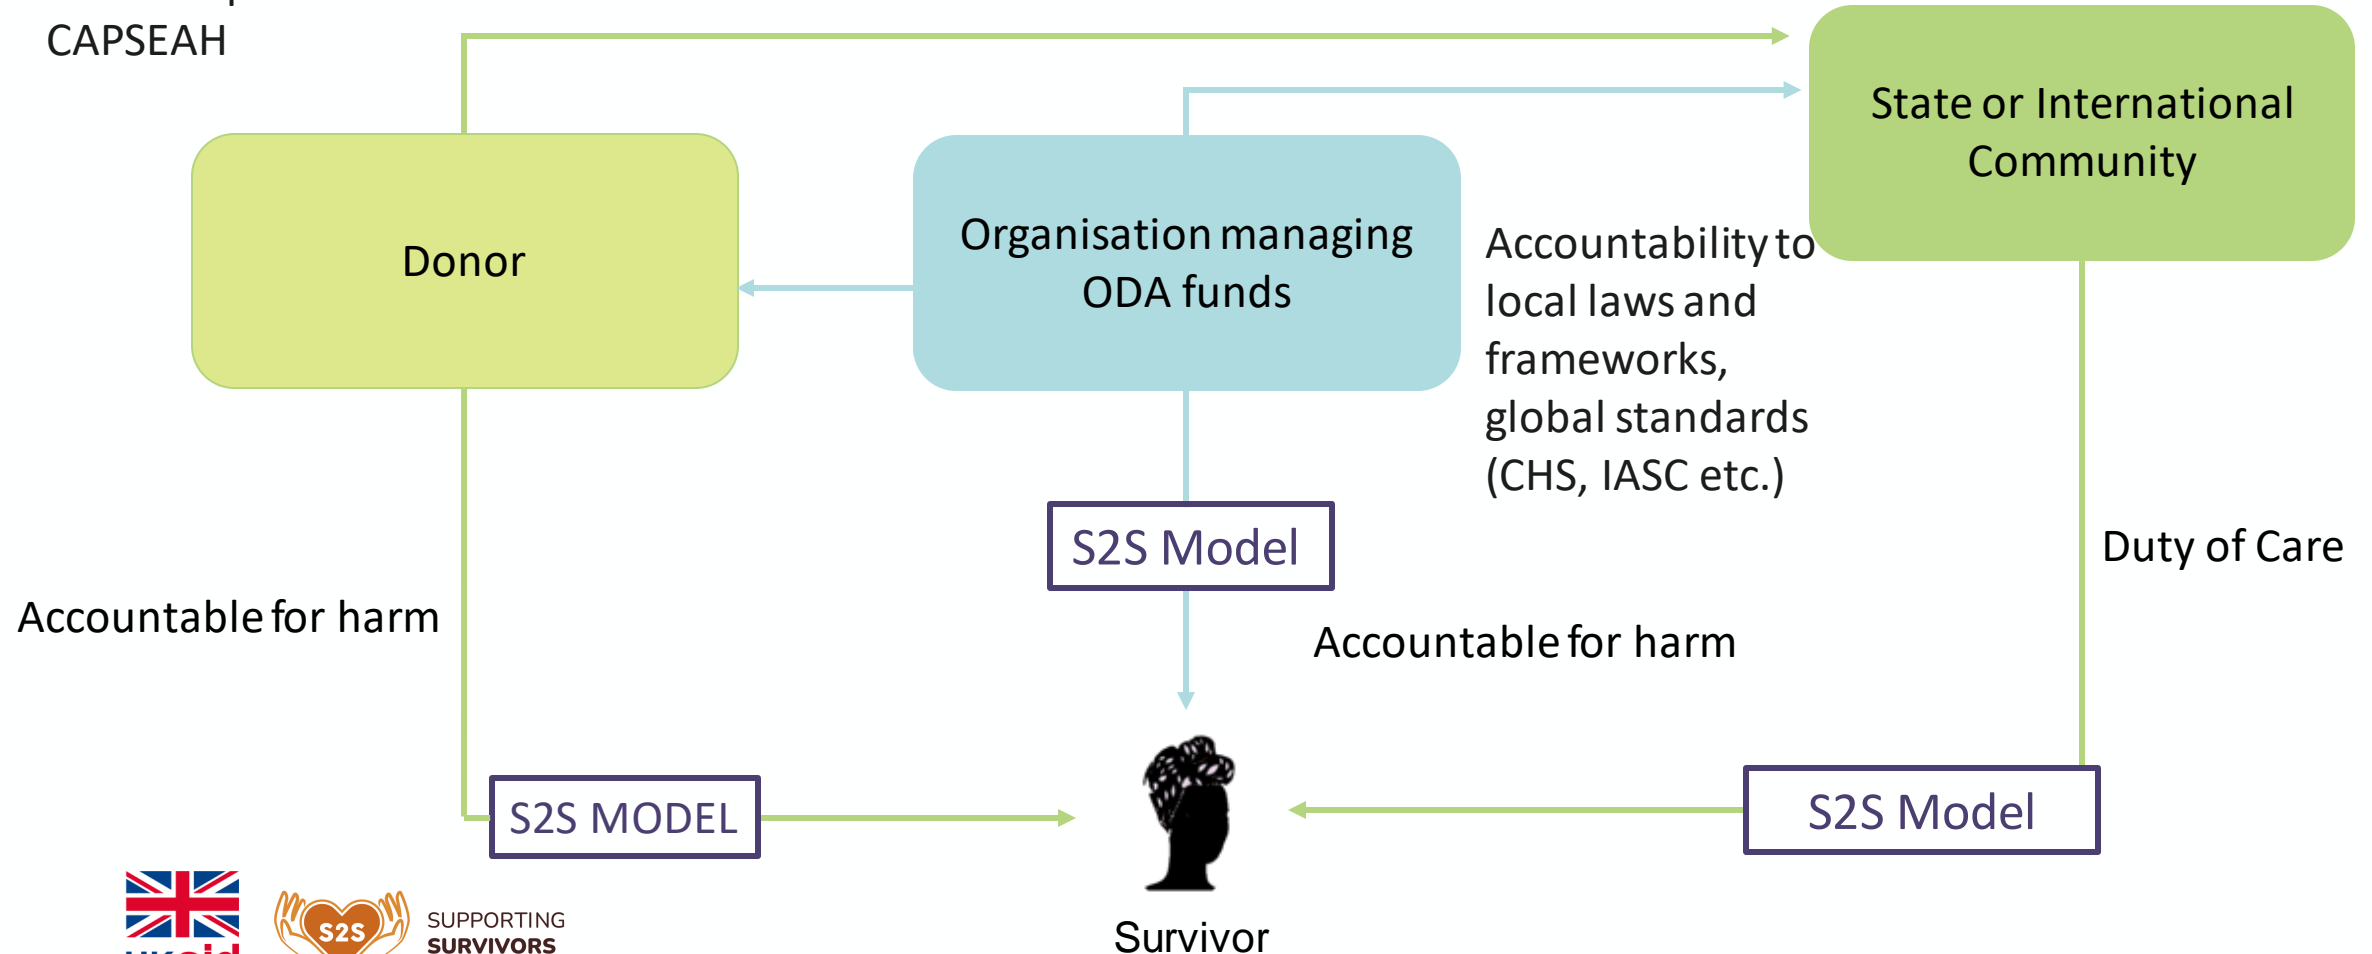 CAPSEAH
State or International
Community
Donor
Organisation managing
ODA funds
Accountability to
local laws and
frameworks,
global standards
(CHS, IASC etc.)
S2S Model
Duty of Care
Accountable for harm
Accountable for harm
S2S MODEL
S2S Model
S2S
SUPPORTING
SURVIVORS
UKaid
Survivor